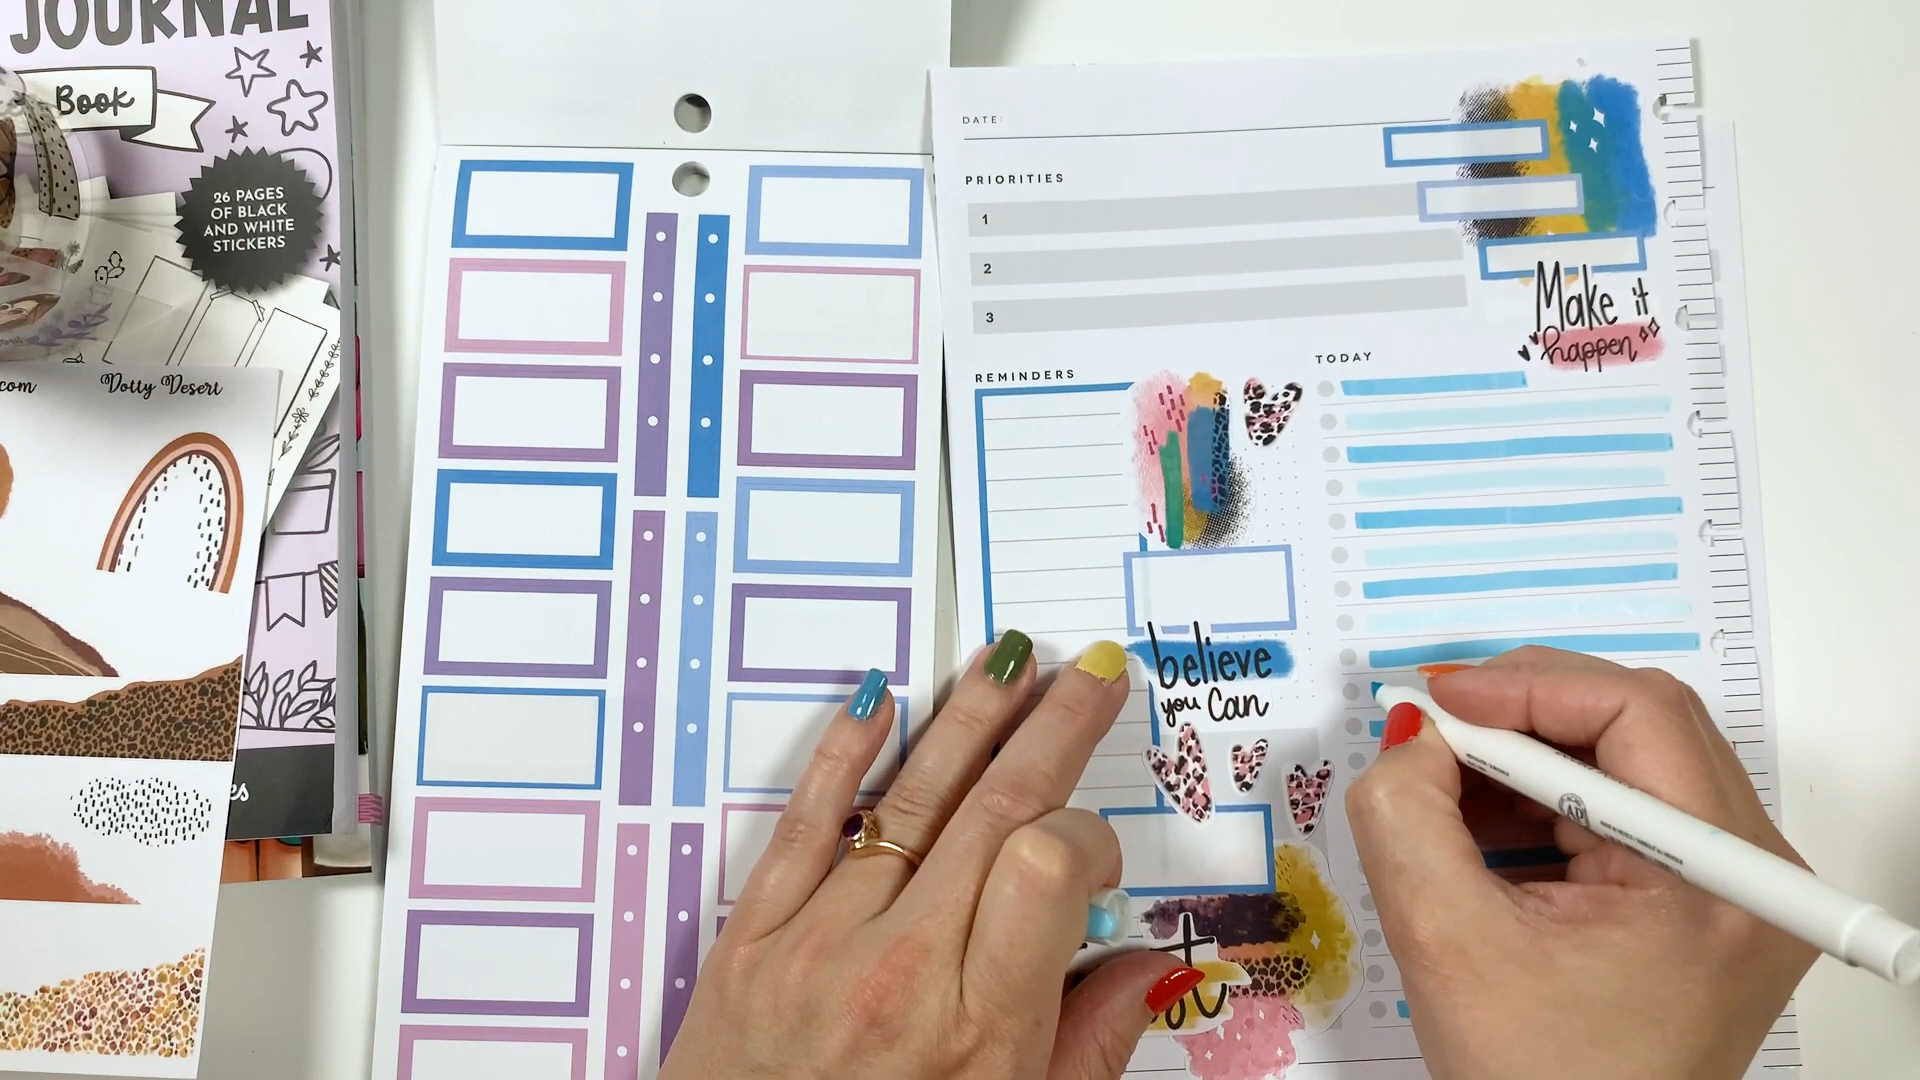 JOURNAL
Book
26 PAGES
OF BLACK
AND WHITE
STICKERS
com
Dotty Desert
DATE:
PRIORITIES
1
2
3
Make it
happen
REMINDERS
TODAY
believe
you Can